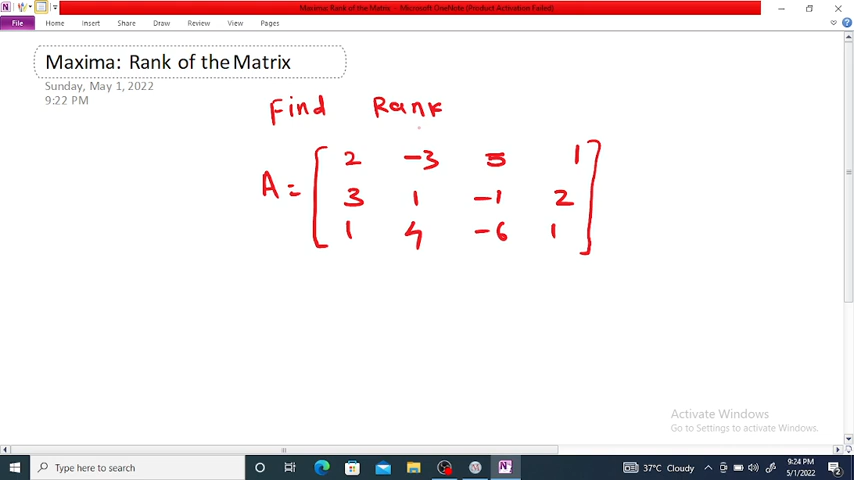 Maxima: Rank of the Matrix -- Microsoft OneNote (Product Activation Failed)
File Home Insert Draw Review View Pages
Maxima: Rank of the Matrix
Sunday, May 1, 2022
9:22 PM
Find Rank
A = [ 2 -3 5 1
3 1 -1 2
1 4 -6 1 ]
Activate Windows
Go to Settings to activate Windows.
Type here to search
37°C Cloudy
9:24 PM
5/1/2022
2